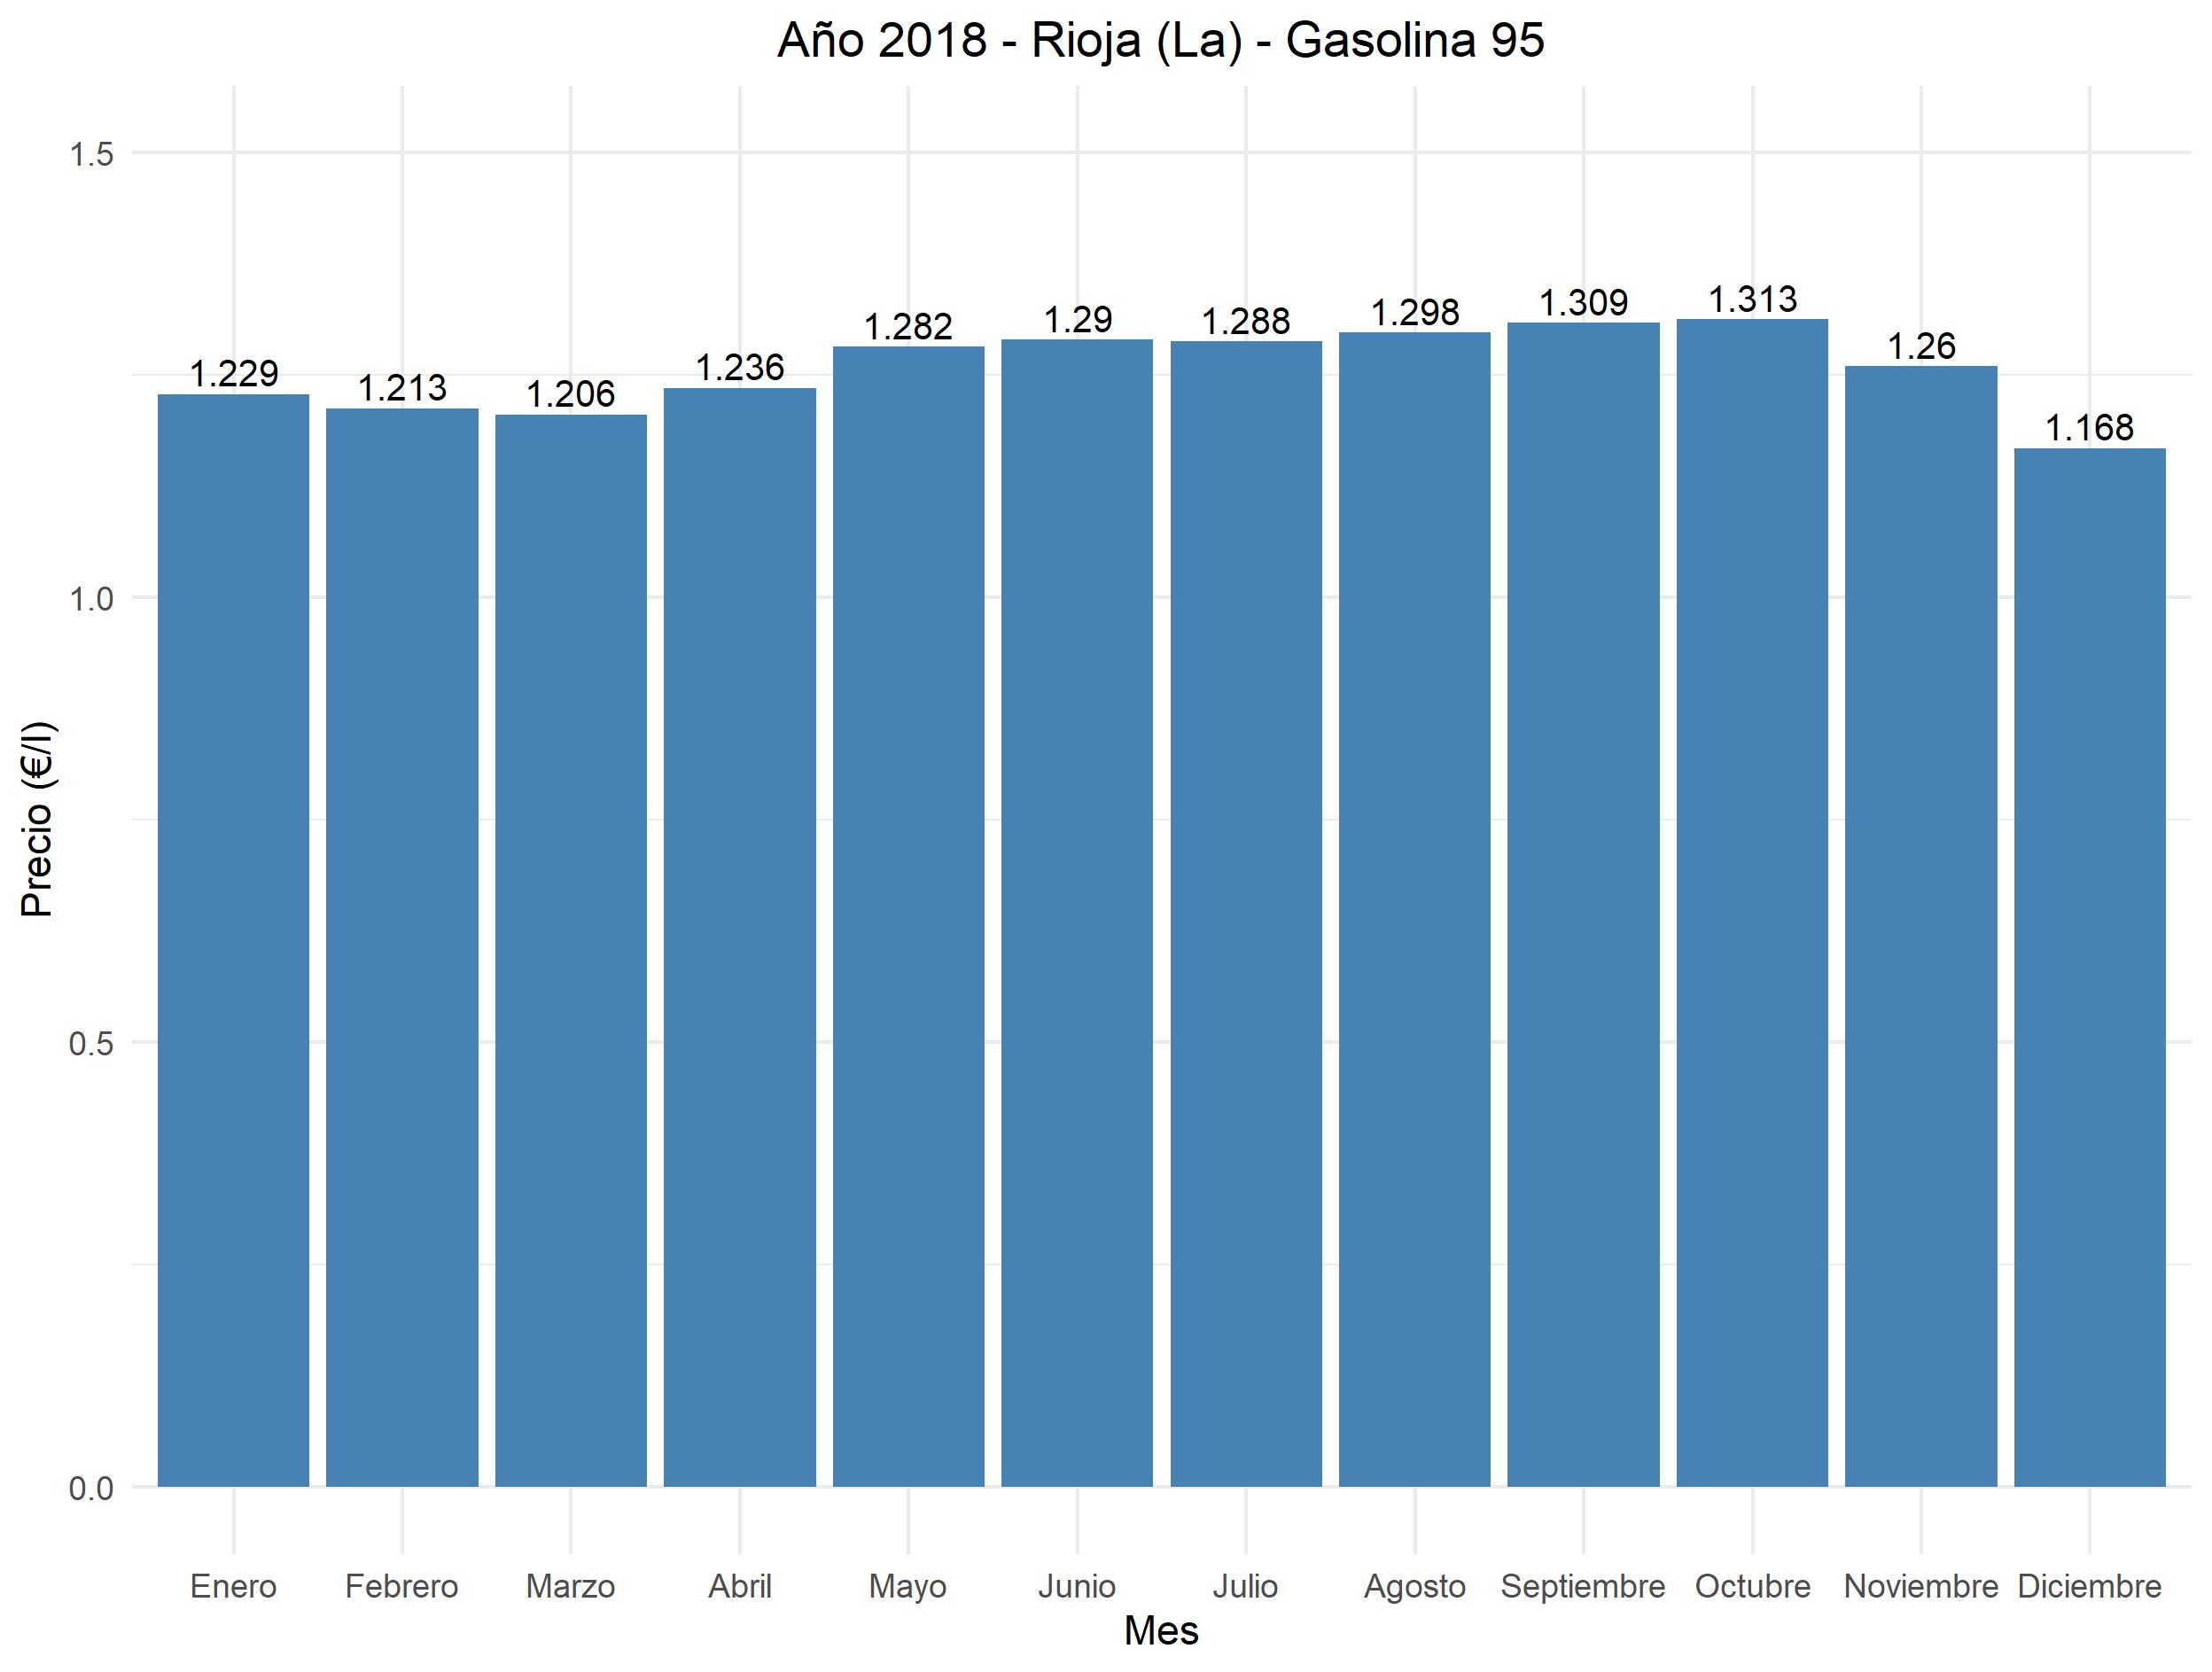 Año 2018 - Rioja (La) - Gasolina 95
Precio (€/l)
1.5
1.0
0.5
0.0
1.229
1.213
1.206
1.236
1.282
1.29
1.288
1.298
1.309
1.313
1.26
1.168
Enero
Febrero
Marzo
Abril
Mayo
Junio
Julio
Agosto
Septiembre
Octubre
Noviembre
Diciembre
Mes